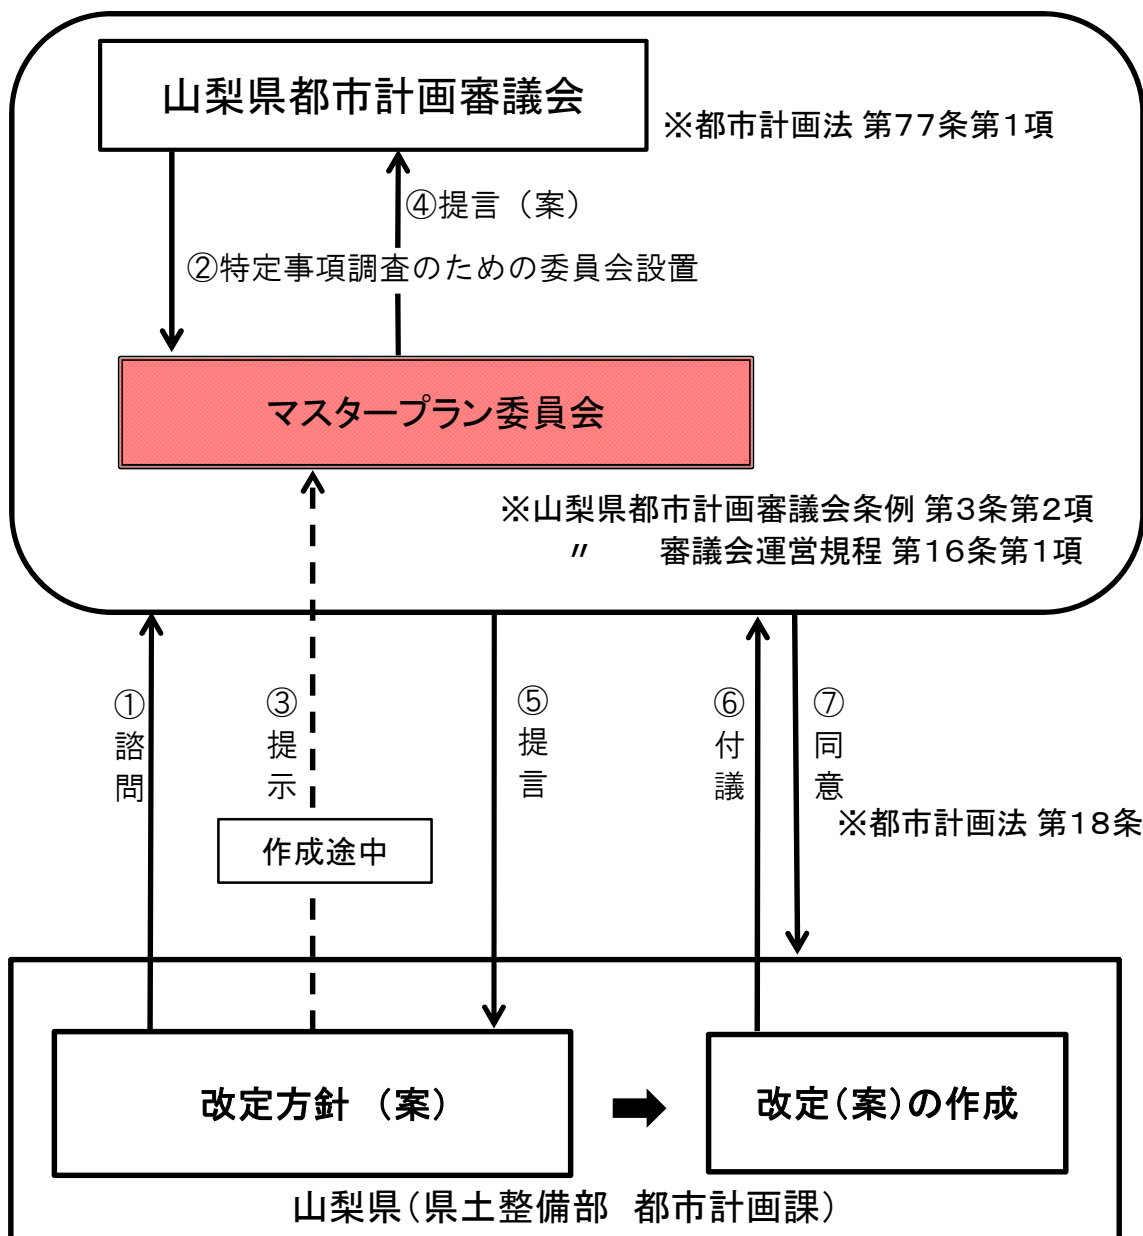 山梨県都市計画審議会
※都市計画法 第77条第1項
④提言（案）
②特定事項調査のための委員会設置
マスタープラン委員会
※山梨県都市計画審議会条例 第3条第2項
〃 審議会運営規程 第16条第1項
①諮問
③提示
⑤提言
⑥付議
⑦同意
※都市計画法 第18条
作成途中
改定方針（案）
改定（案）の作成
山梨県（県土整備部 都市計画課）